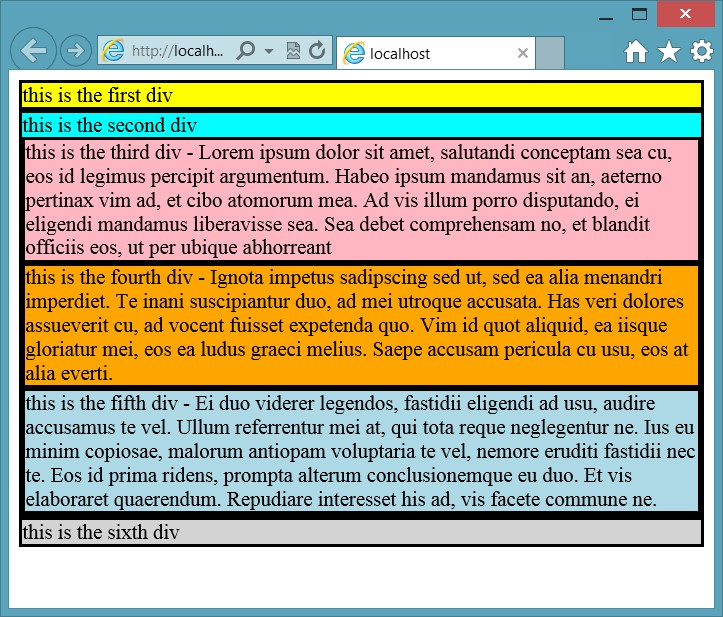 http://localh...
localhost
this is the first div
this is the second div
this is the third div - Lorem ipsum dolor sit amet, salutandi conceptam sea cu,
eos id legimus percipit argumentum. Habeo ipsum mandamus sit an, aeterno
pertinax vim ad, et cibo atomorum mea. Ad vis illum porro disputando, ei
eligendi mandamus liberavisse sea. Sea debet comprehensam no, et blandit
officiis eos, ut per ubique abhorreant
this is the fourth div - Ignota impetus sadipscing sed ut, sed ea alia menandri
imperdiet. Te inani suscipiantur duo, ad mei utroque accusata. Has veri dolores
assueverit cu, ad vocent fuisset expetenda quo. Vim id quot aliquid, ea iisque
gloriatur mei, eos ea ludus graeci melius. Saepe accusam pericula cu usu, eos at
alia everti.
this is the fifth div - Ei duo viderer legendos, fastidii eligendi ad usu, audire
accusamus te vel. Ullum referrentur mei at, qui tota reque neglegentur ne. Ius eu
minim copiosae, malorum antiopam voluptaria te vel, nemore eruditi fastidii nec
te. Eos id prima ridens, prompta alterum conclusionemque eu duo. Et vis
elaboraret quaerendum. Repudiare interesset his ad, vis facete commune ne.
this is the sixth div